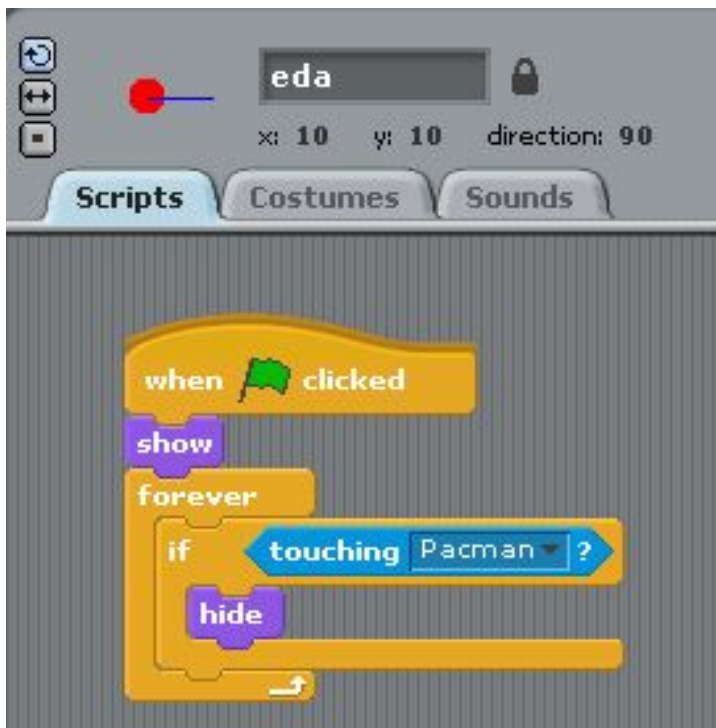 eda
x: 10 y: 10 direction: 90
Scripts Costumes Sounds
when clicked
show
forever
if touching Pacman ?
hide